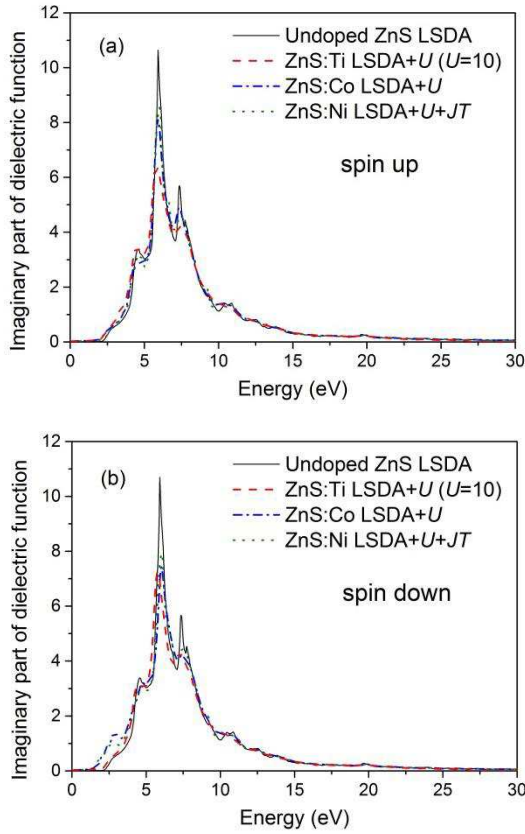 (a)
Undoped ZnS LSDA
ZnS:Ti LSDA+U (U=10)
ZnS:Co LSDA+U
ZnS:Ni LSDA+U+JT
spin up
Imaginary part of dielectric function
12
10
8
6
4
2
0
0 5 10 15 20 25 30
Energy (eV)
(b)
Undoped ZnS LSDA
ZnS:Ti LSDA+U (U=10)
ZnS:Co LSDA+U
ZnS:Ni LSDA+U+JT
spin down
Imaginary part of dielectric function
12
10
8
6
4
2
0
0 5 10 15 20 25 30
Energy (eV)